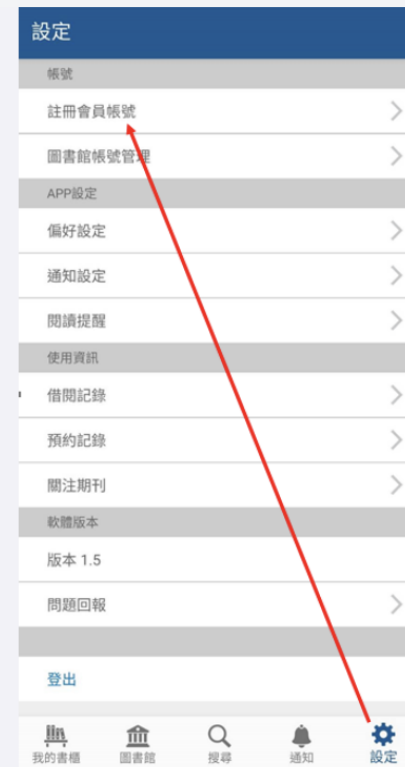 設定
帳號
註冊會員帳號
圖書館帳號管理
APP設定
偏好設定
通知設定
閱讀提醒
使用資訊
借閱記錄
預約記錄
關注期刊
軟體版本
版本 1.5
問題回報
登出
我的書櫃 圖書館 搜尋 通知 設定